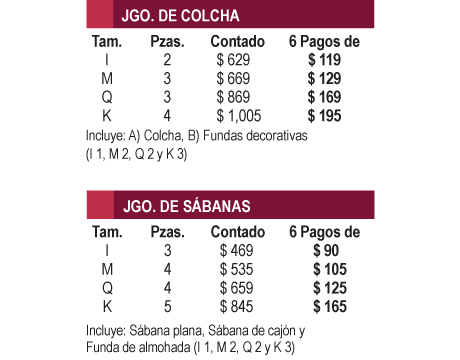 JGO. DE COLCHA
Tam. Pzas. Contado 6 Pagos de
I 2 $ 629 $ 119
M 3 $ 669 $ 129
Q 3 $ 869 $ 169
K 4 $ 1,005 $ 195
Incluye: A) Colcha, B) Fundas decorativas
(I 1, M 2, Q 2 y K 3)
JGO. DE SÁBANAS
Tam. Pzas. Contado 6 Pagos de
I 3 $ 469 $ 90
M 4 $ 535 $ 105
Q 4 $ 659 $ 125
K 5 $ 845 $ 165
Incluye: Sábana plana, Sábana de cajón y
Funda de almohada (I 1, M 2, Q 2 y K 3)